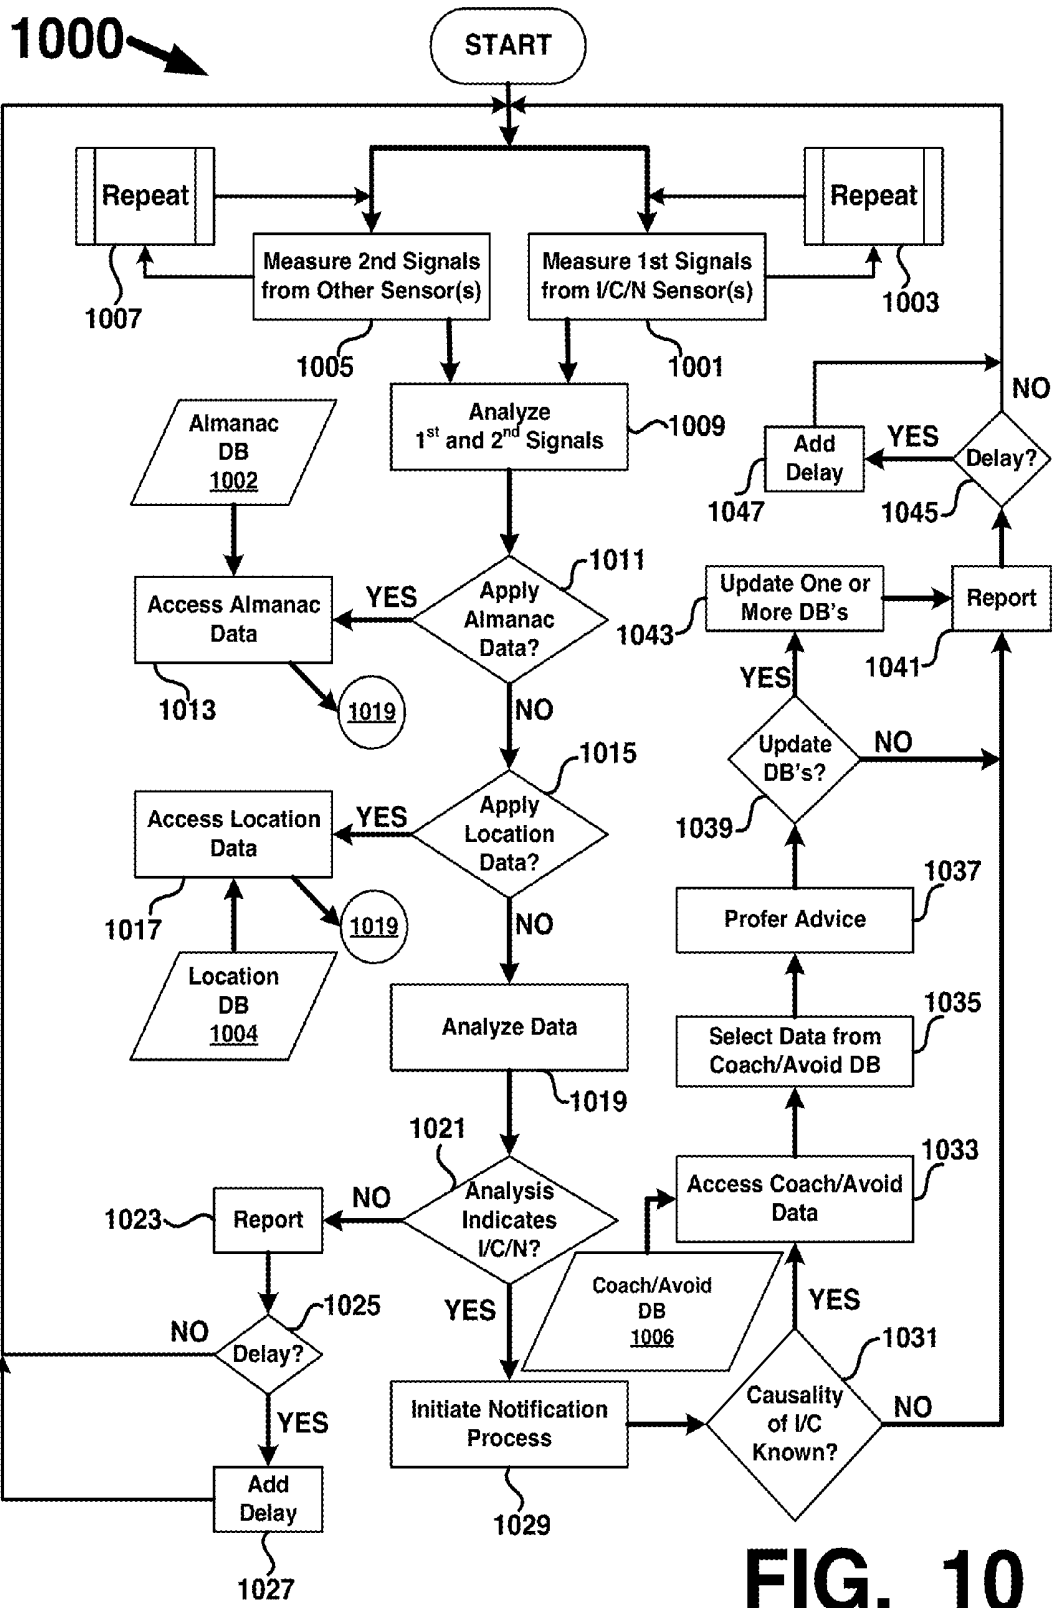 1000
START
Repeat
Repeat
Measure 2nd Signals
from Other Sensor(s)
Measure 1st Signals
from I/C/N Sensor(s)
1007
1003
1005
1001
Analyze
1st and 2nd Signals
1009
Almanac
DB
1002
NO
Add
Delay
YES
Delay?
1047
1045
1011
Apply
Almanac
Data?
YES
Access Almanac
Data
1013
1019
NO
Update One or
More DB's
1043
Report
1041
YES
Update
DB's?
NO
1039
1015
Apply
Location
Data?
YES
Access Location
Data
1017
1019
NO
Location
DB
1004
1037
Profer Advice
Analyze Data
1019
1035
Select Data from
Coach/Avoid DB
1021
Analysis
Indicates
I/C/N?
NO
Report
1023
1033
Access Coach/Avoid
Data
Coach/Avoid
DB
1006
YES
YES
1025
NO
Delay?
YES
Add
Delay
1027
Initiate Notification
Process
1029
1031
Causality
of I/C
Known?
NO
FIG. 10